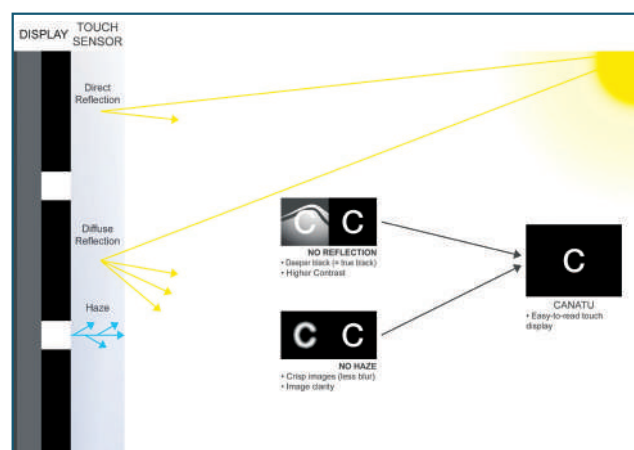 DISPLAY
TOUCH
SENSOR
Direct
Reflection
Diffuse
Reflection
Haze
C C
NO REFLECTION
• Deeper black (= true black)
• Higher Contrast
C C
NO HAZE
• Crisp images (less blur)
• Image clarity
C
CANATU
• Easy-to-read touch
display